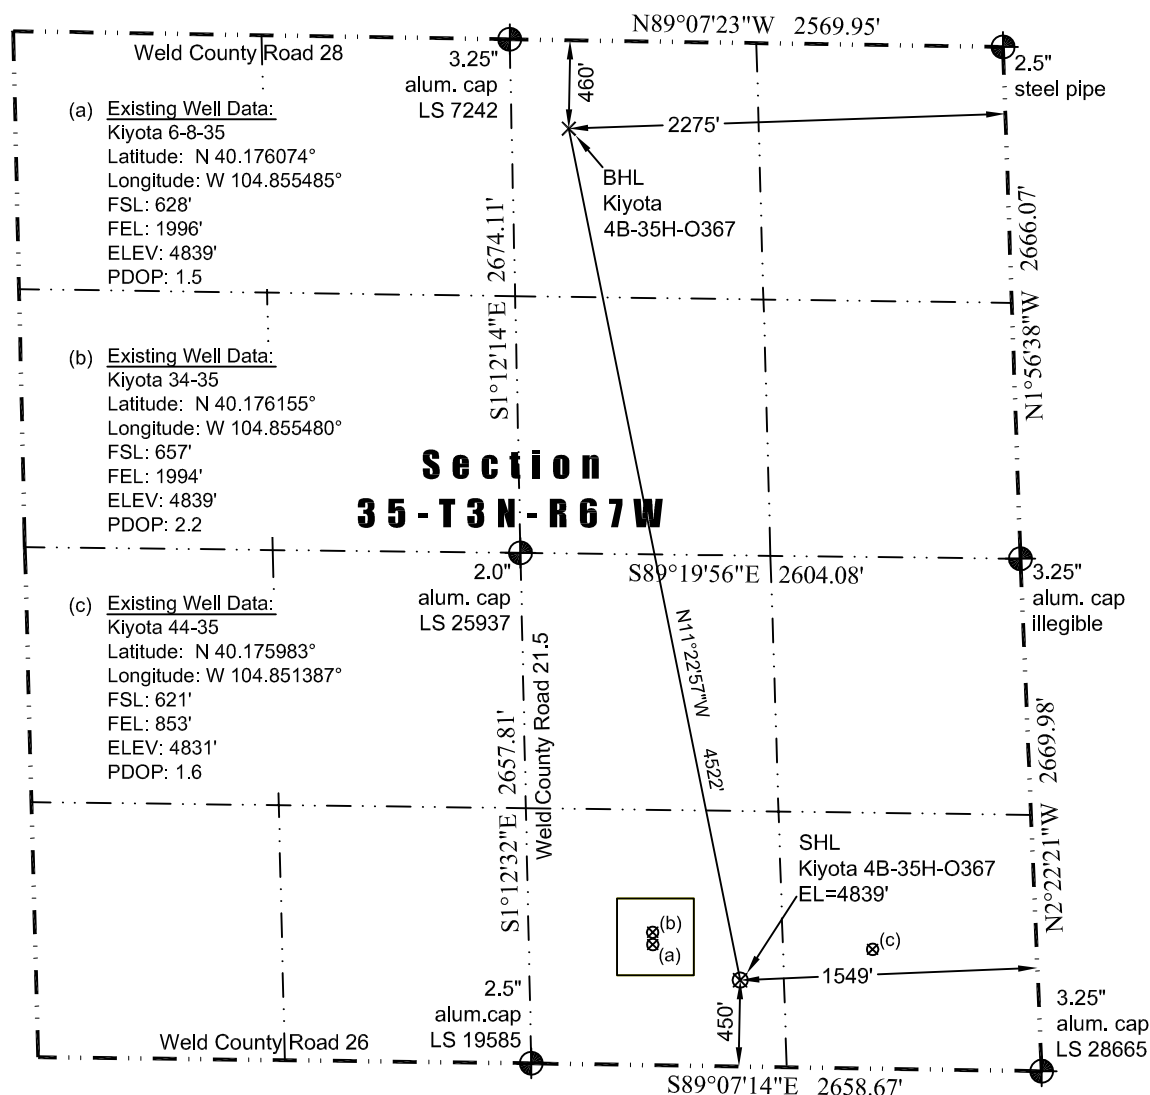 N89°07'23"W 2569.95'
Weld County Road 28
3.25"
alum. cap
LS 7242
460'
2.5"
steel pipe
2275'
(a) Existing Well Data:
Kiyota 6-8-35
Latitude: N 40.176074°
Longitude: W 104.855485°
FSL: 628'
FEL: 1996'
ELEV: 4839'
PDOP: 1.5
BHL
Kiyota
4B-35H-O367
S1°12'14"E 2674.11'
N1°56'38"W 2666.07'
(b) Existing Well Data:
Kiyota 34-35
Latitude: N 40.176155°
Longitude: W 104.855480°
FSL: 657'
FEL: 1994'
ELEV: 4839'
PDOP: 2.2
Section
35-T3N-R67W
2.0"
alum. cap
LS 25937
S89°19'56"E 2604.08'
3.25"
alum. cap
illegible
(c) Existing Well Data:
Kiyota 44-35
Latitude: N 40.175983°
Longitude: W 104.851387°
FSL: 621'
FEL: 853'
ELEV: 4831'
PDOP: 1.6
N11°22'57"W 4522'
S1°12'32"E 2657.81'
Weld County Road 21.5
N2°22'21"W 2669.98'
SHL
Kiyota 4B-35H-O367
EL=4839'
(b)
(a)
(c)
1549'
450'
2.5"
alum.cap
LS 19585
3.25"
alum. cap
LS 28665
Weld County Road 26
S89°07'14"E 2658.67'